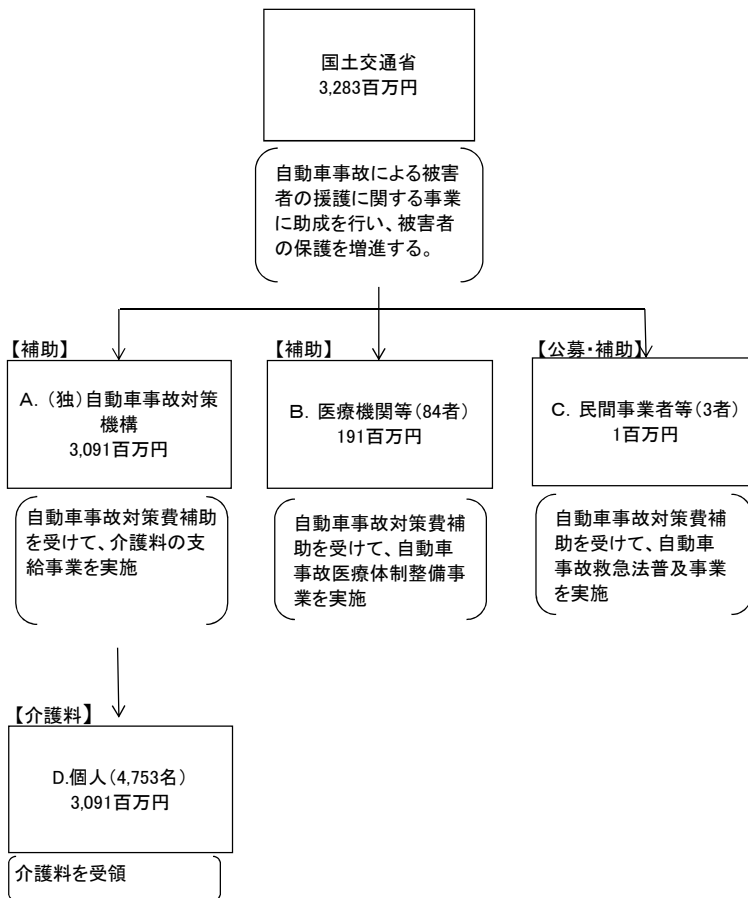 国土交通省
3,283百万円
自動車事故による被害
者の援護に関する事業
に助成を行い、被害者
の保護を増進する。
【補助】
A. （独）自動車事故対策
機構
3,091百万円
自動車事故対策費補助
を受けて、介護料の支
給事業を実施
【補助】
B. 医療機関等（84者）
191百万円
自動車事故対策費補
助を受けて、自動車
事故医療体制整備事
業を実施
【公募・補助】
C. 民間事業者等（3者）
1百万円
自動車事故対策費補
助を受けて、自動車
事故救急法普及事業
を実施
【介護料】
D.個人（4,753名）
3,091百万円
介護料を受領